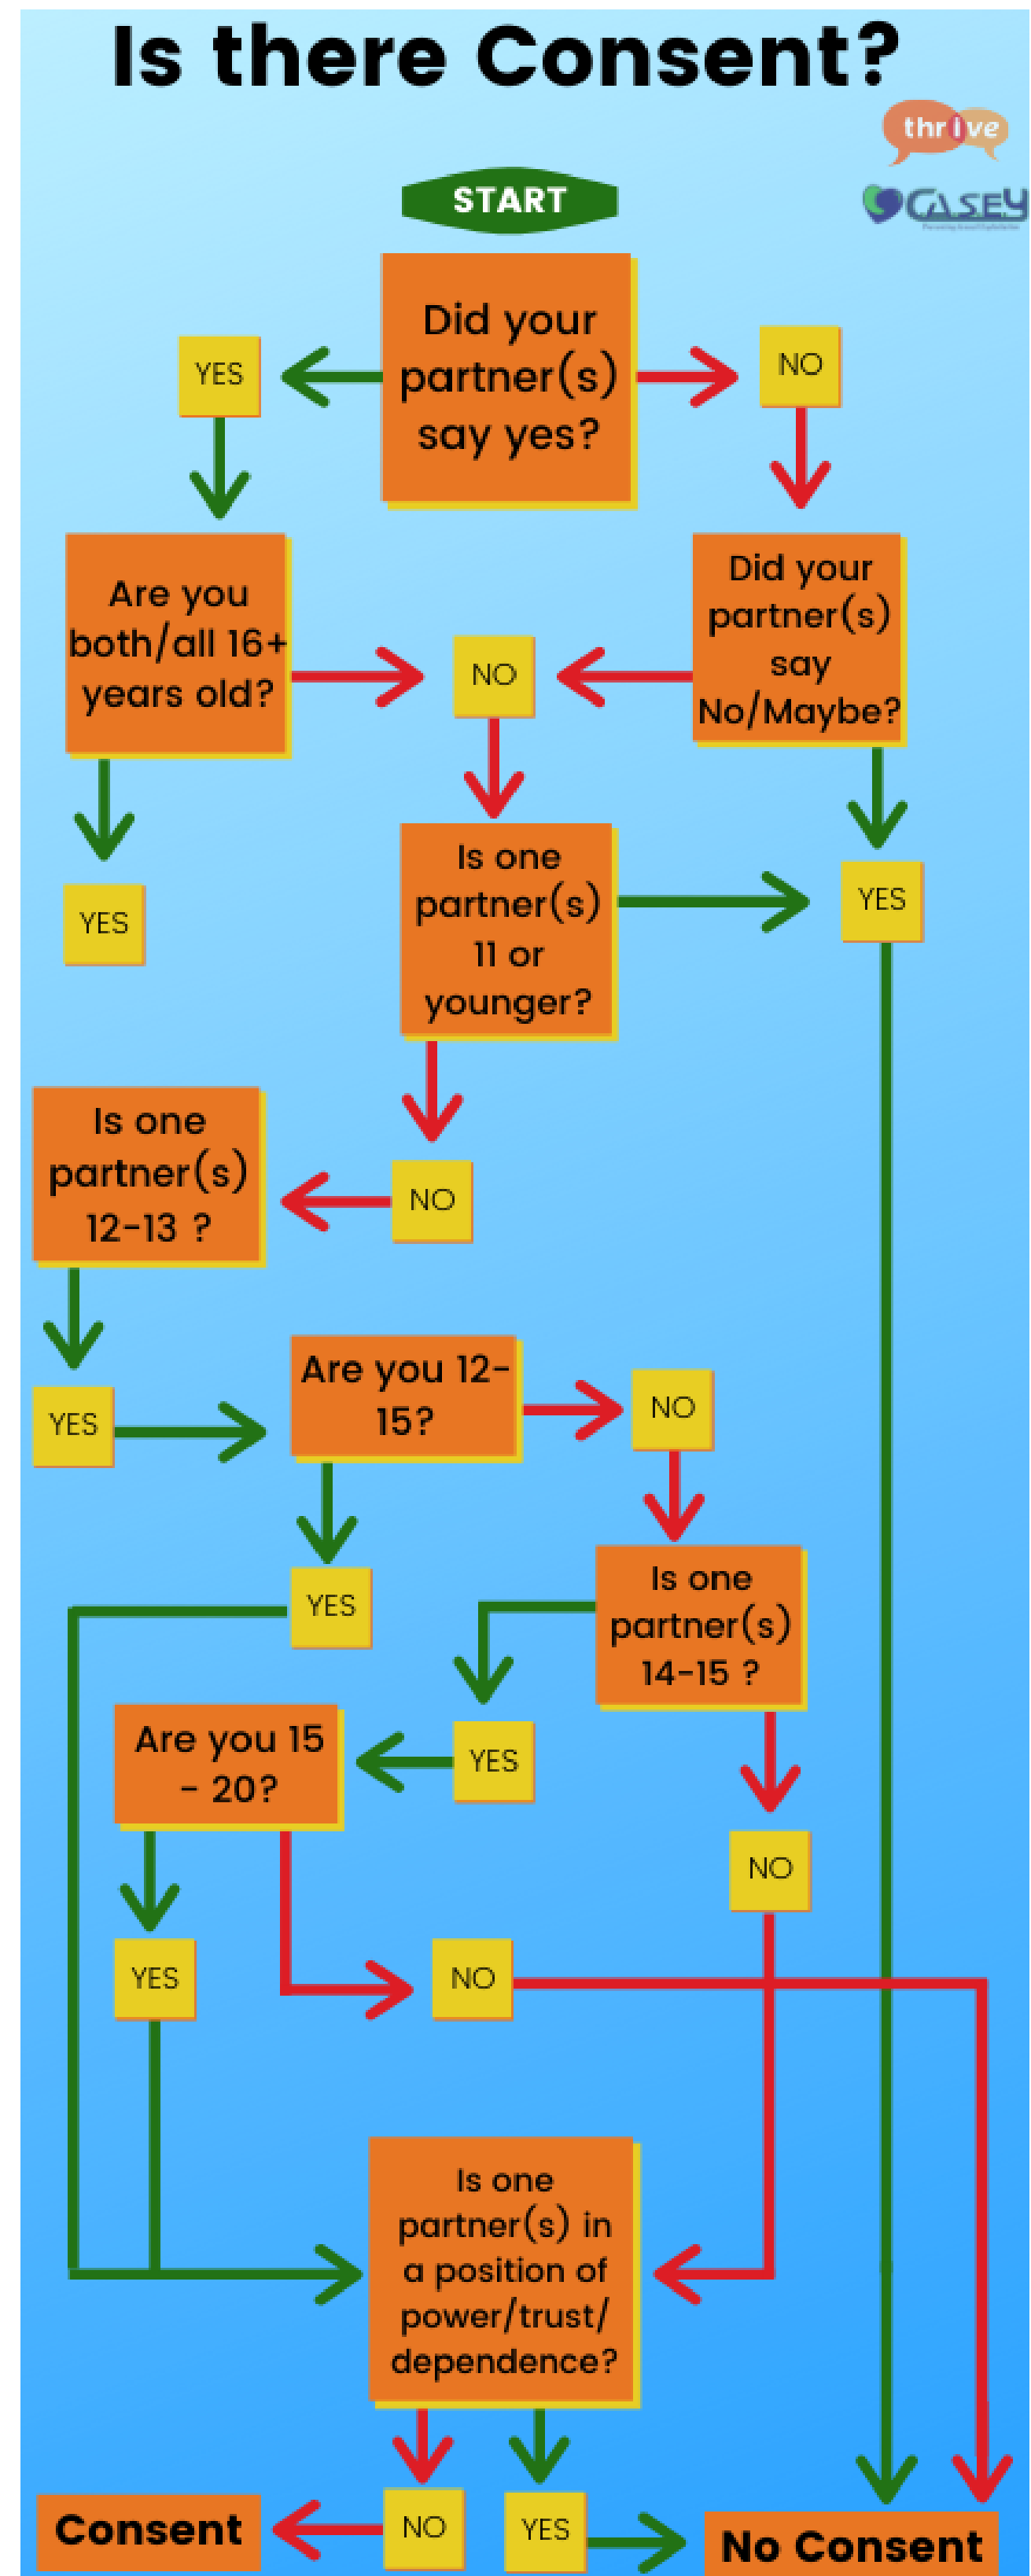 Is there Consent?
thrive
CASEY
START
Did your
partner(s)
say yes?
YES
NO
Are you
both/all 16+
years old?
NO
Did your
partner(s)
say
No/Maybe?
YES
Is one
partner(s)
11 or
younger?
YES
Is one
partner(s)
12-13 ?
NO
YES
Are you 12-
15?
NO
YES
Is one
partner(s)
14-15 ?
Are you 15
- 20?
YES
NO
YES
NO
Is one
partner(s) in
a position of
power/trust/
dependence?
Consent
NO
YES
No Consent